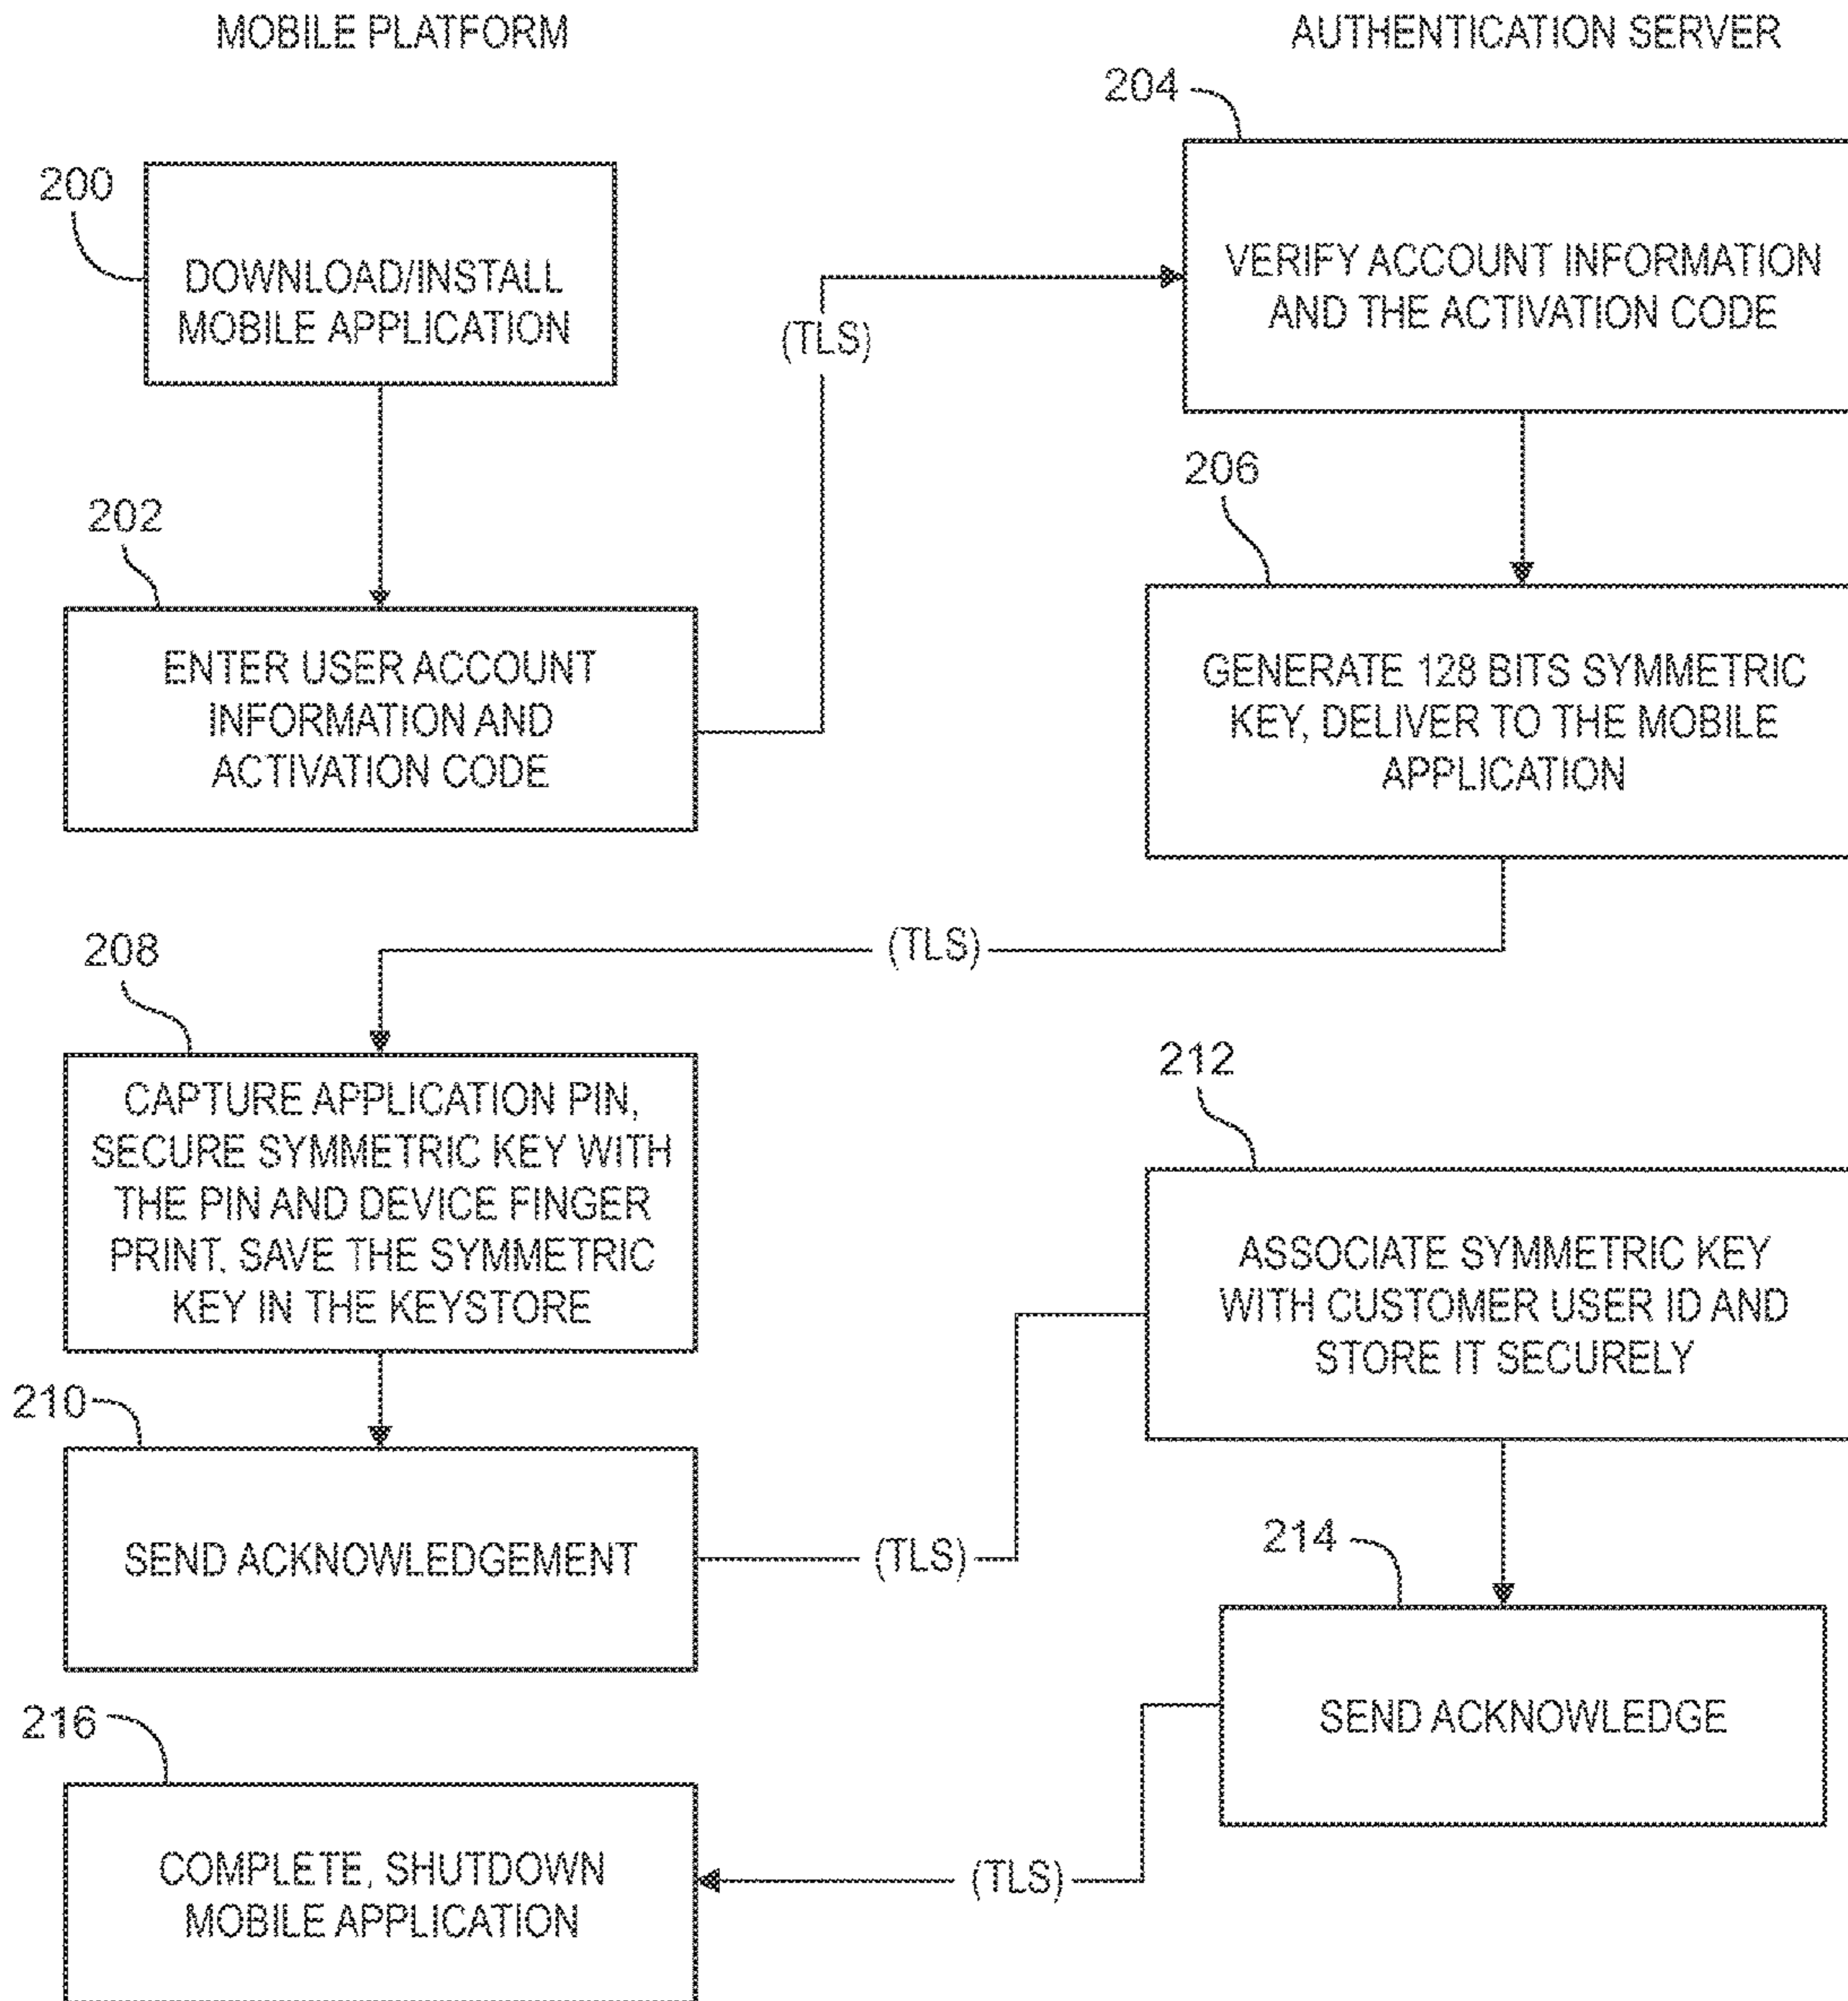 MOBILE PLATFORM
AUTHENTICATION SERVER
200
DOWNLOAD/INSTALL
MOBILE APPLICATION
204
VERIFY ACCOUNT INFORMATION
AND THE ACTIVATION CODE
(TLS)
202
ENTER USER ACCOUNT
INFORMATION AND
ACTIVATION CODE
206
GENERATE 128 BITS SYMMETRIC
KEY, DELIVER TO THE MOBILE
APPLICATION
(TLS)
208
CAPTURE APPLICATION PIN,
SECURE SYMMETRIC KEY WITH
THE PIN AND DEVICE FINGER
PRINT. SAVE THE SYMMETRIC
KEY IN THE KEYSTORE
212
ASSOCIATE SYMMETRIC KEY
WITH CUSTOMER USER ID AND
STORE IT SECURELY
210
SEND ACKNOWLEDGEMENT
(TLS)
214
SEND ACKNOWLEDGE
216
COMPLETE, SHUTDOWN
MOBILE APPLICATION
(TLS)